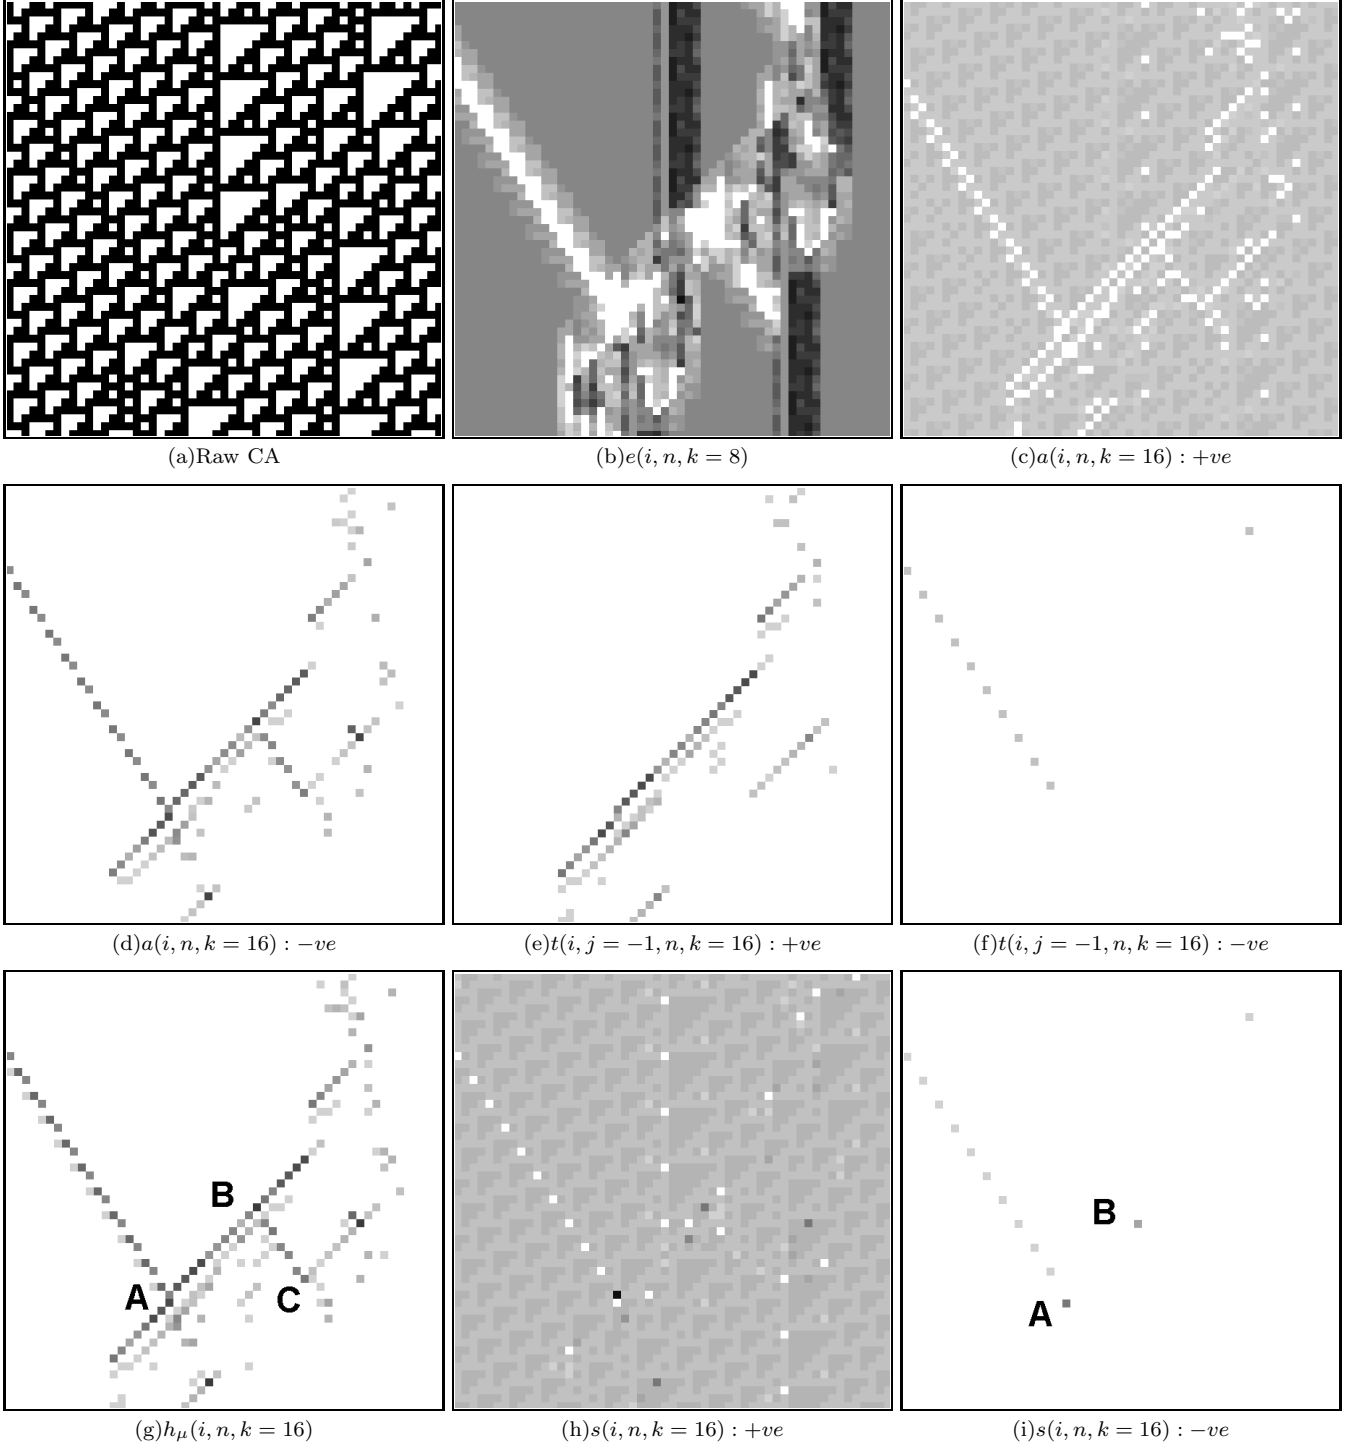 (a)Raw CA
(b)e(i, n, k = 8)
(c)a(i, n, k = 16) : +ve
(d)a(i, n, k = 16) : −ve
(e)t(i, j = −1, n, k = 16) : +ve
(f)t(i, j = −1, n, k = 16) : −ve
B
A
C
B
A
(g)hμ(i, n, k = 16)
(h)s(i, n, k = 16) : +ve
(i)s(i, n, k = 16) : −ve